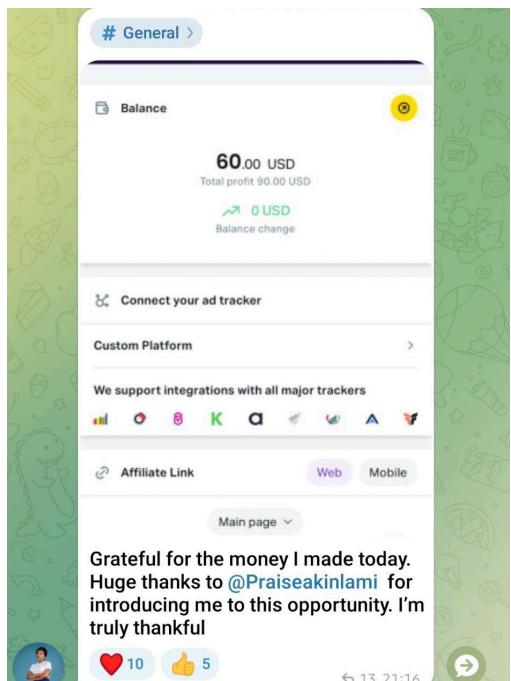 # General >
Balance
60.00 USD
Total profit 90.00 USD
0 USD
Balance change
Connect your ad tracker
Custom Platform
We support integrations with all major trackers
Affiliate Link
Web
Mobile
Main page
Grateful for the money I made today.
Huge thanks to @Praiseakinlami for
introducing me to this opportunity. I’m
truly thankful
10
5
13 21:16